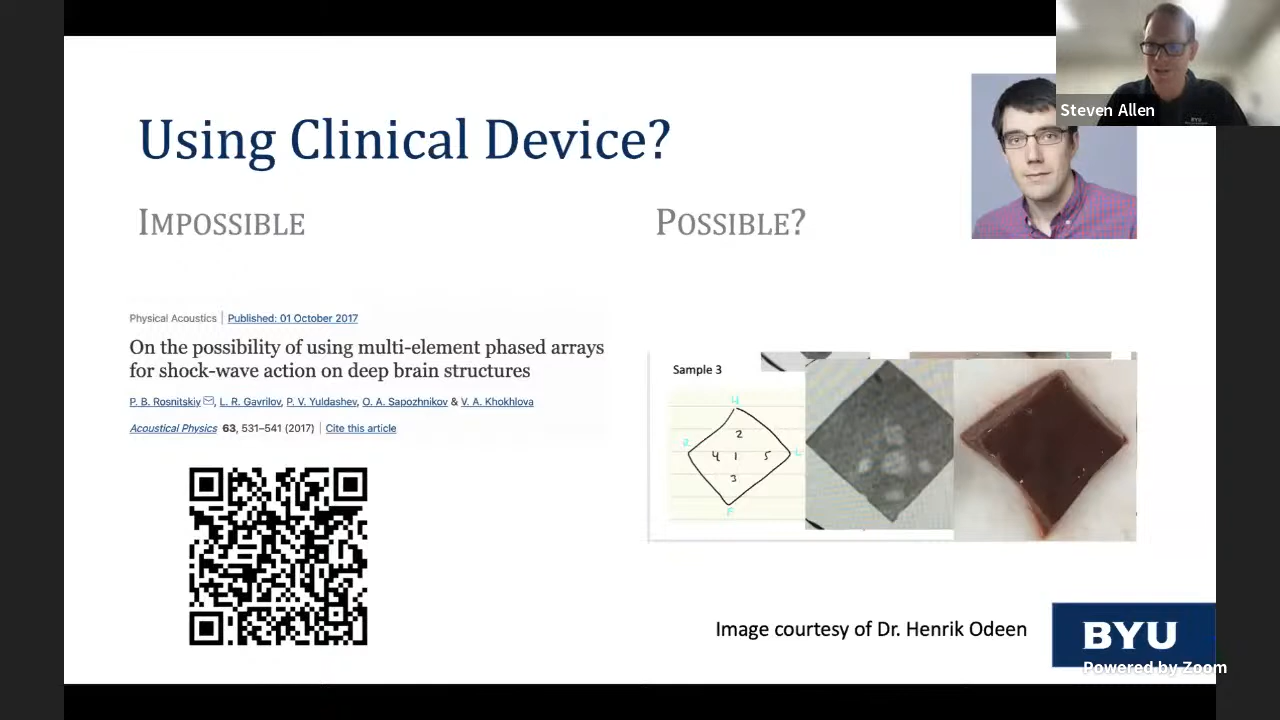 Steven Allen
Using Clinical Device?
IMPOSSIBLE
POSSIBLE?
Physical Acoustics | Published: 01 October 2017
On the possibility of using multi-element phased arrays
for shock-wave action on deep brain structures
P. B. Rosnitskiy, L. R. Gavrilov, P. V. Yuldashev, O. A. Sapozhnikov & V. A. Khokhlova
Acoustical Physics 63, 531–541 (2017) | Cite this article
Sample 3
H
2
R
4 1 5
L
3
F
Image courtesy of Dr. Henrik Odeen
BYU
Powered by Zoom